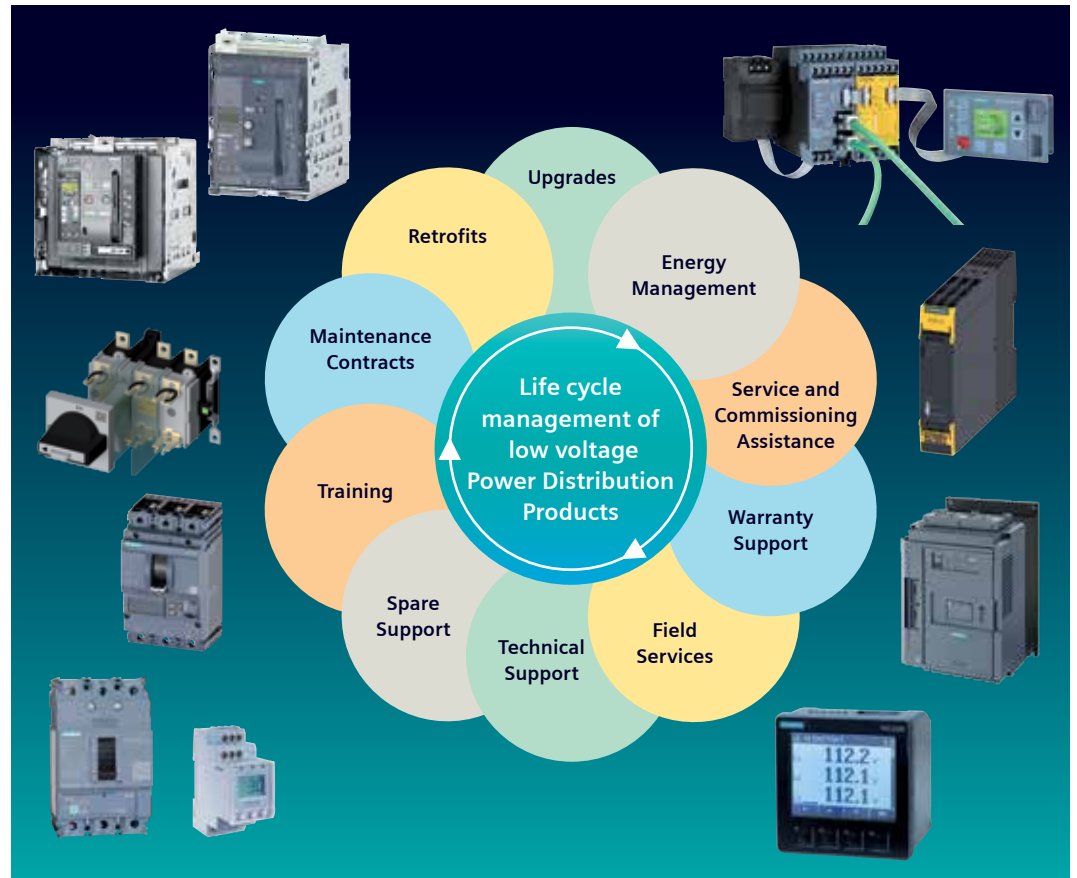 Upgrades
Energy
Management
Service and
Commissioning
Assistance
Warranty
Support
Field
Services
Technical
Support
Spare
Support
Training
Maintenance
Contracts
Retrofits
Life cycle
management of
low voltage
Power Distribution
Products
SIEMENS
112.2
112.1
112.1